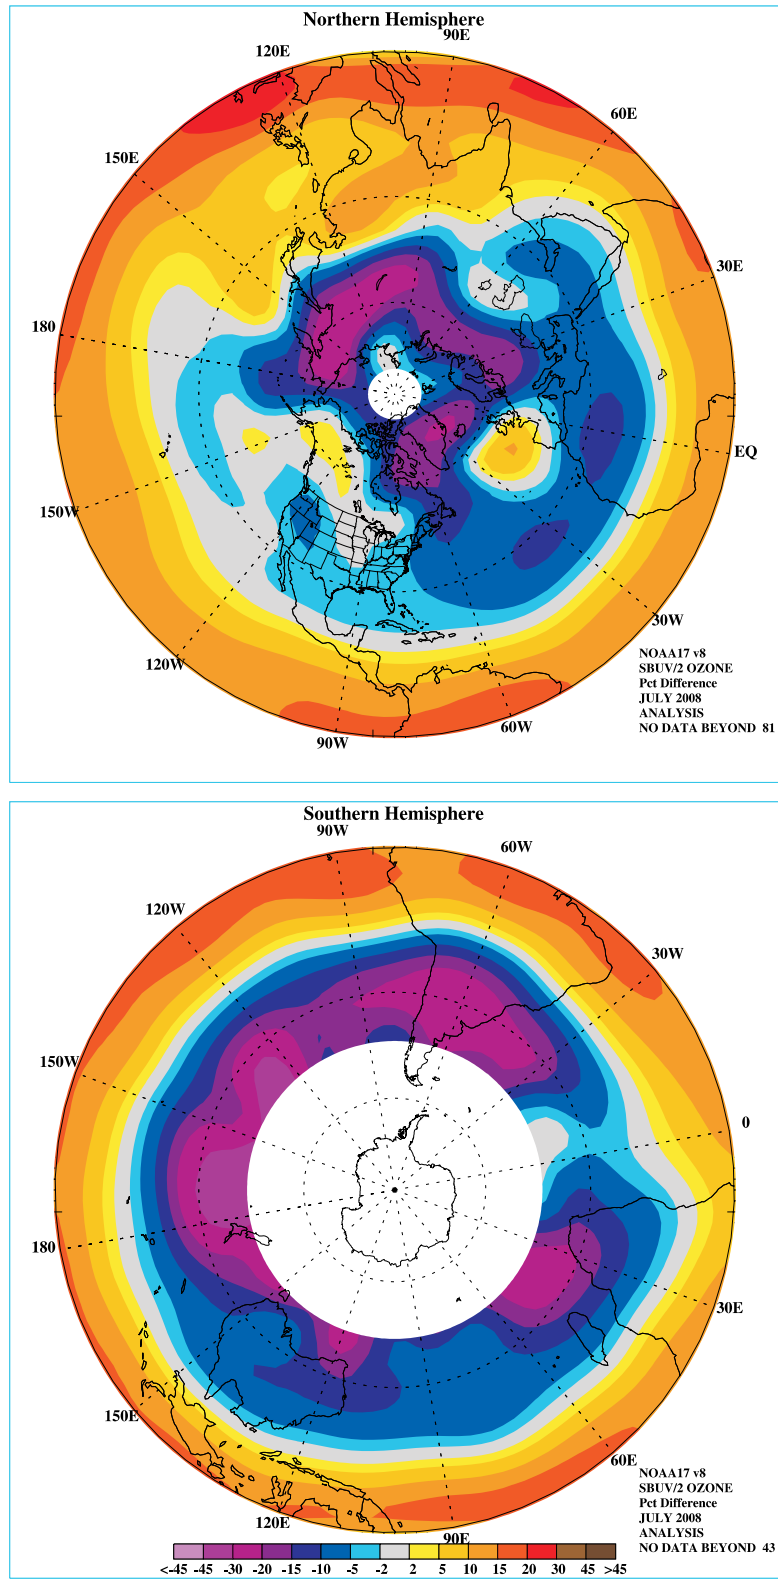 Northern Hemisphere
90E
120E
60E
150E
30E
180
EQ
150W
30W
120W
60W
90W
NOAA17 v8
SBUV/2 OZONE
Pct Difference
JULY 2008
ANALYSIS
NO DATA BEYOND 81
Southern Hemisphere
90W
60W
120W
30W
150W
0
180
30E
150E
60E
120E
90E
NOAA17 v8
SBUV/2 OZONE
Pct Difference
JULY 2008
ANALYSIS
NO DATA BEYOND 43
<-45 -45 -30 -20 -15 -10 -5 -2 2 5 10 15 20 30 45 >45